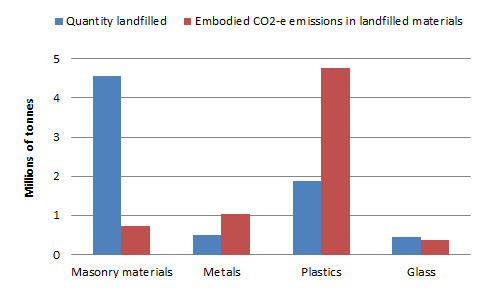 Quantity landfilled Embodied CO2-e emissions in landfilled materials
Millions of tonnes
5
4
3
2
1
0
Masonry materials Metals Plastics Glass